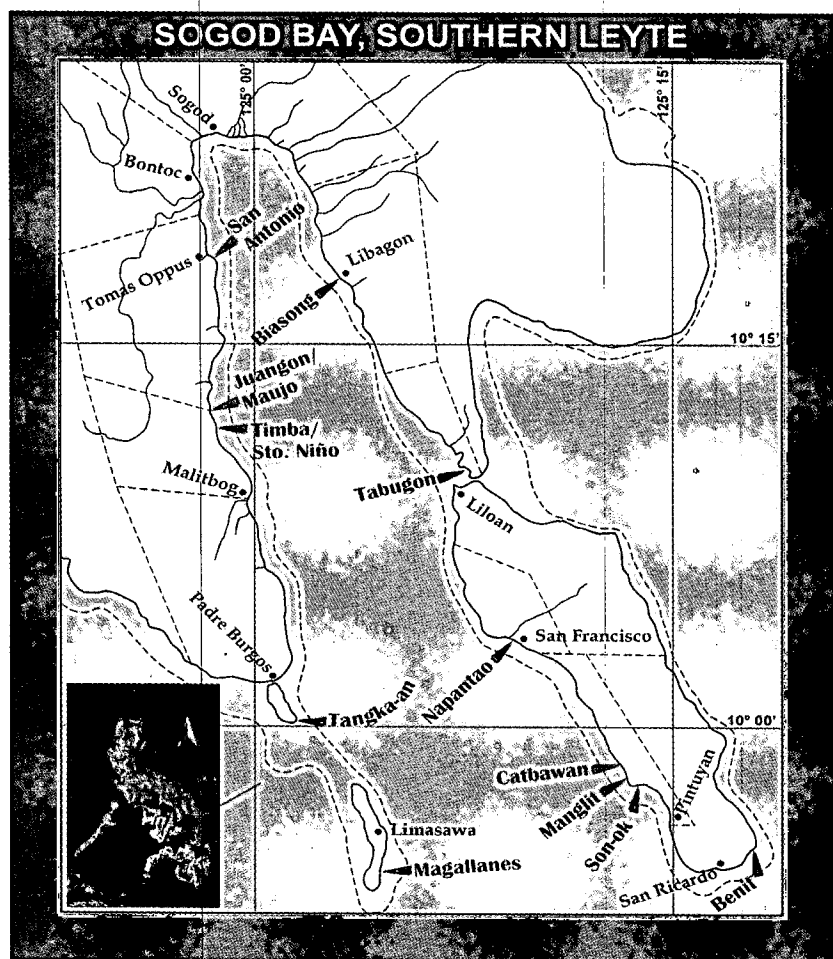 SOGOD BAY, SOUTHERN LEYTE
125° 00'
125° 15'
Sogod
Bontoc
San
Antonio
Tomas Oppus
Libagon
Biasong
10° 15'
Juangon/
Maujo
Timba/
Sto. Niño
Malitbog
Tabugon
Liloan
Padre Burgos
San Francisco
Napantao
Tangka-an
10° 00'
Catbawan
Manglit
Son-ok
Pintuyan
Limasawa
Magallanes
San Ricardo
Benit